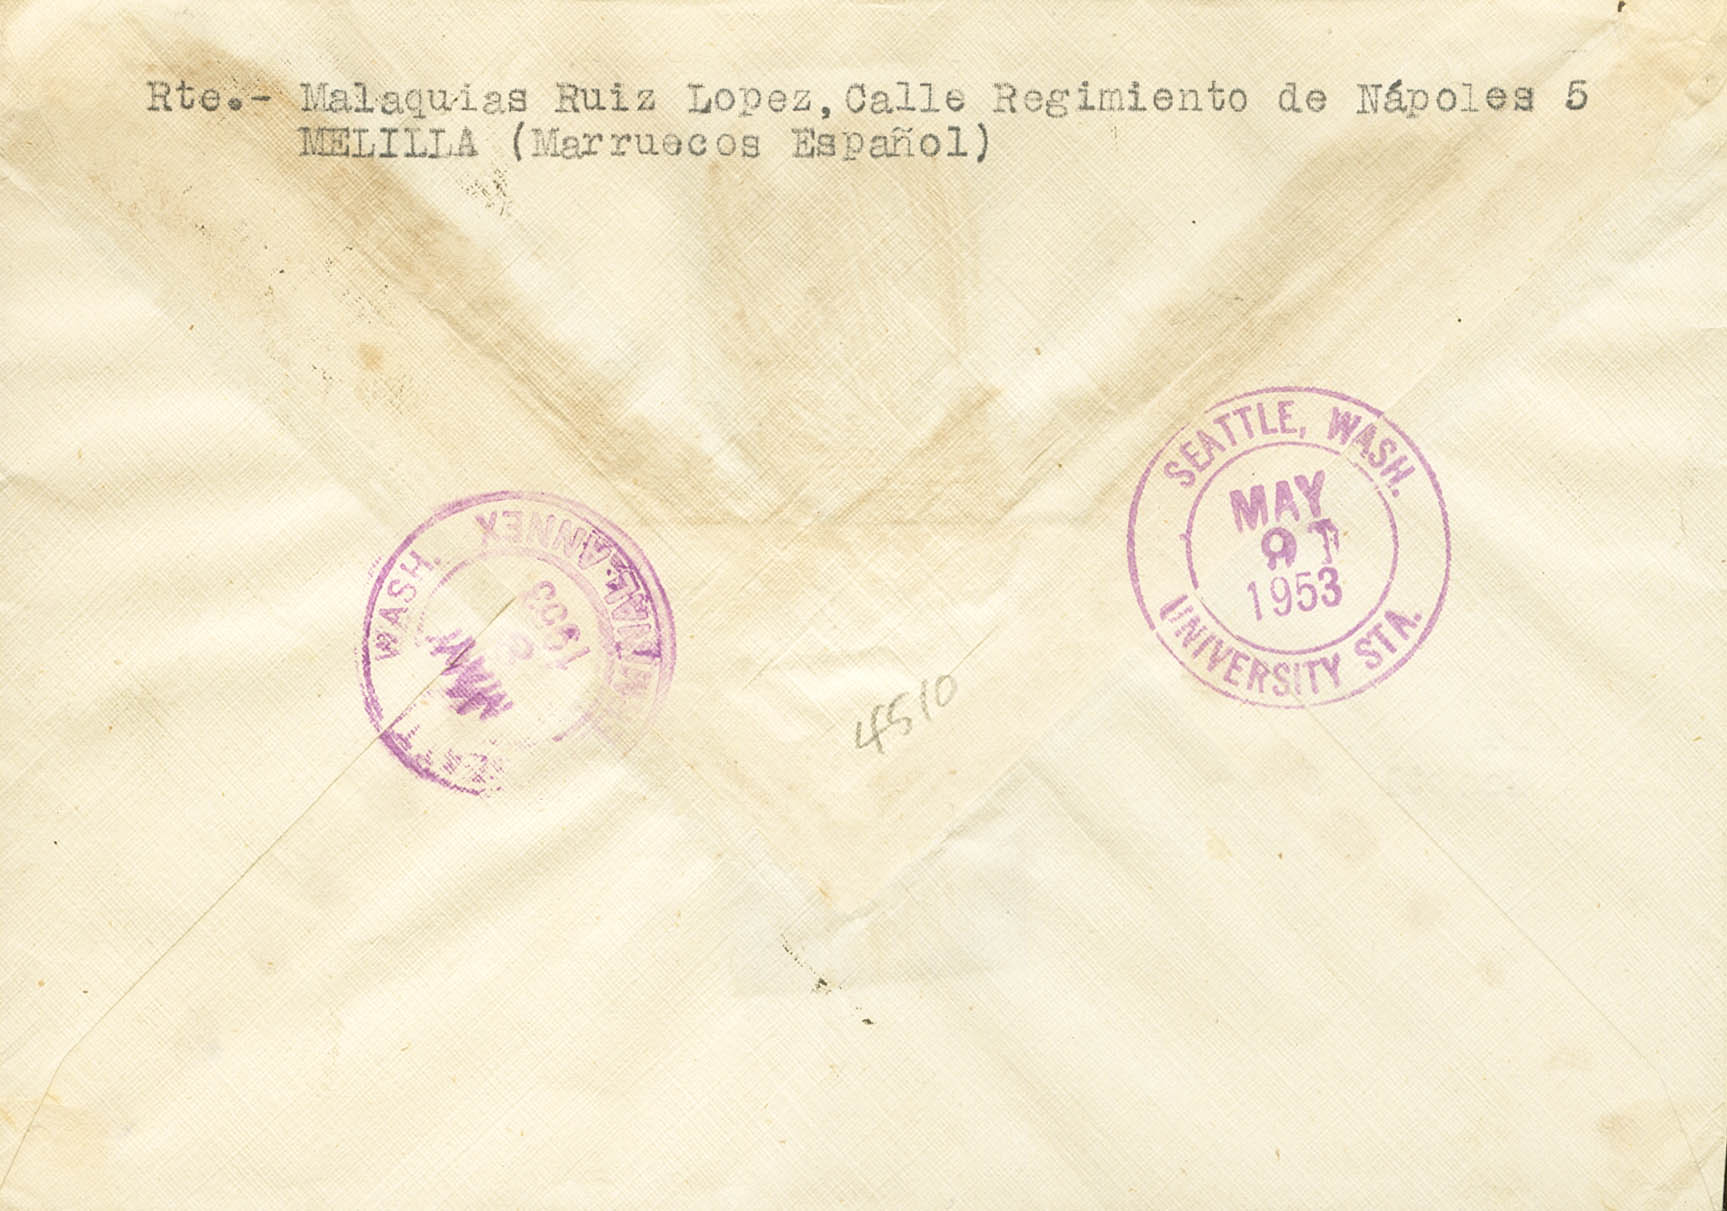 Rte.- Malaquias Ruiz Lopez, Calle Regimiento de Nápoles 5
MELILLA (Marruecos Español)
SEATTLE, WASH.
MAY
1953
UNIVERSITY STA.
WASH.
ANNEX
MAY
1953
4510